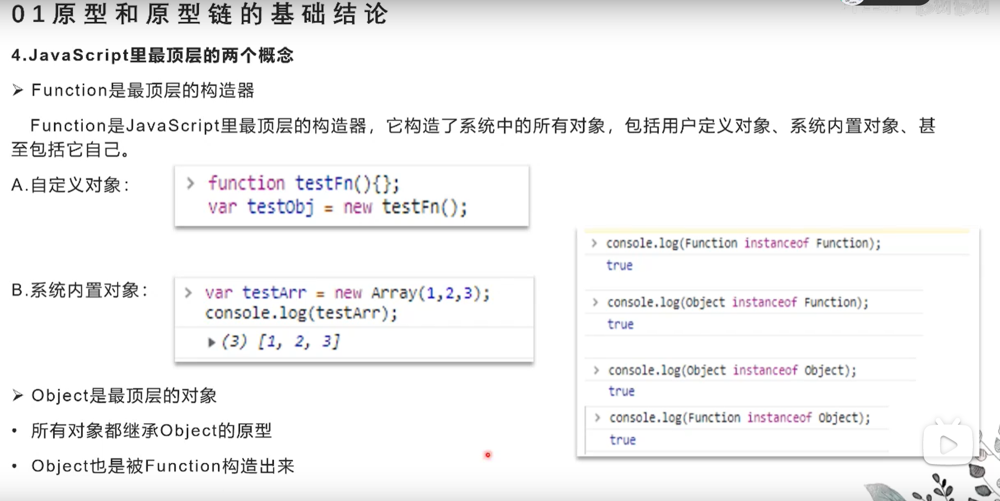 01原型和原型链的基础结论
4.JavaScript里最顶层的两个概念
➢ Function是最顶层的构造器
Function是JavaScript里最顶层的构造器，它构造了系统中的所有对象，包括用户定义对象、系统内置对象、甚
至包括它自己。
A.自定义对象：
> function testFn(){};
var testObj = new testFn();
B.系统内置对象：
> var testArr = new Array(1,2,3);
console.log(testArr);
▶(3) [1, 2, 3]
➢ Object是最顶层的对象
• 所有对象都继承Object的原型
• Object也是被Function构造出来
> console.log(Function instanceof Function);
true
> console.log(Object instanceof Function);
true
> console.log(Object instanceof Object);
true
> console.log(Function instanceof Object);
true